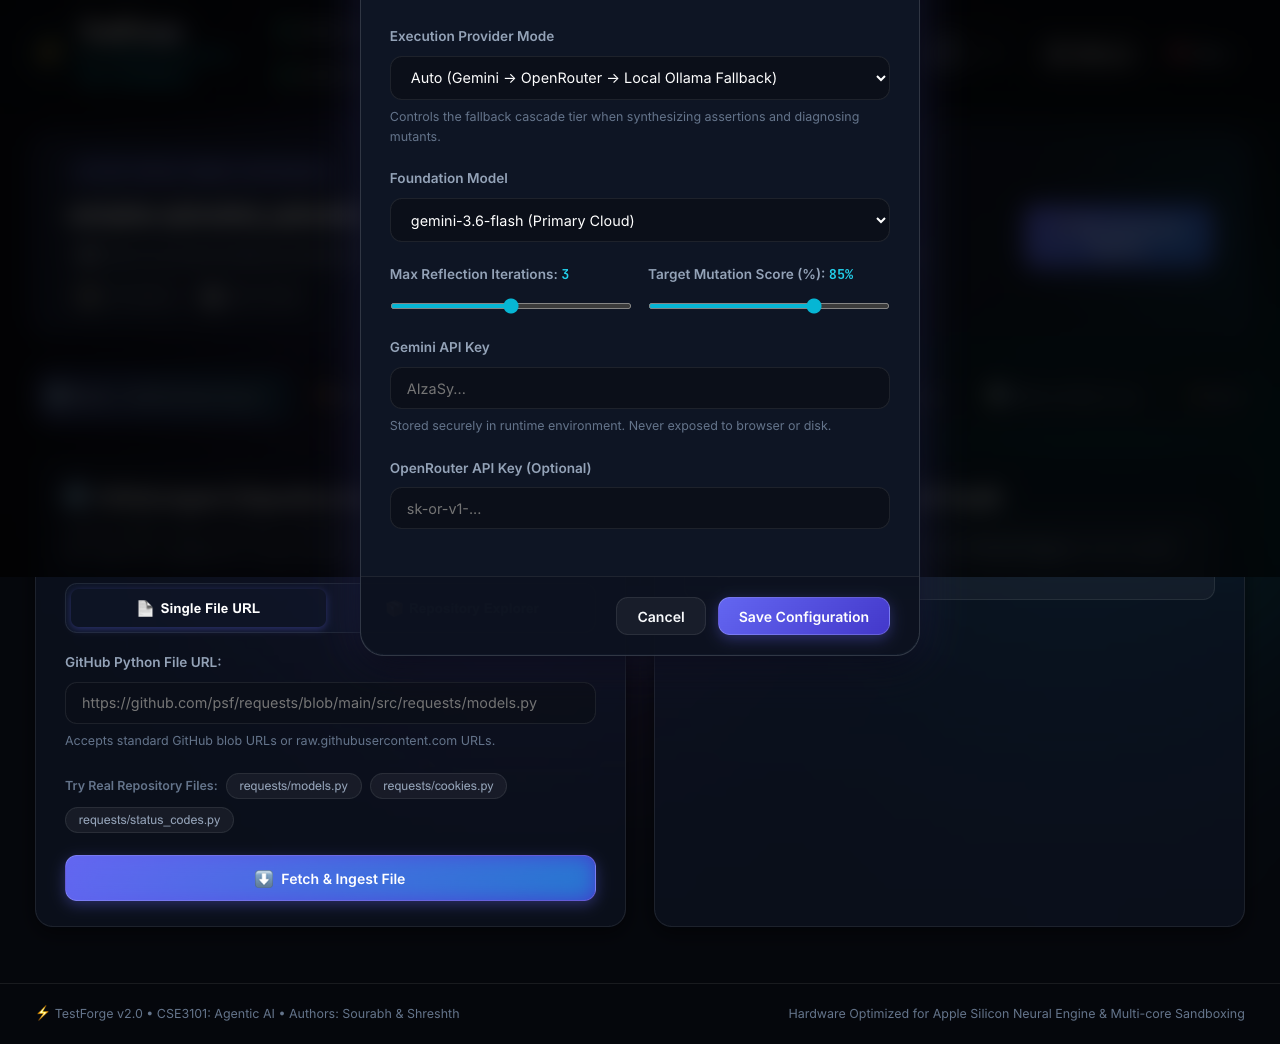 Execution Provider Mode
Auto (Gemini → OpenRouter → Local Ollama Fallback)
Controls the fallback cascade tier when synthesizing assertions and diagnosing
mutants.
Foundation Model
gemini-3.6-flash (Primary Cloud)
Max Reflection Iterations: 3
Target Mutation Score (%): 85%
Gemini API Key
AIzaSy...
Stored securely in runtime environment. Never exposed to browser or disk.
OpenRouter API Key (Optional)
sk-or-v1-...
Cancel
Save Configuration
Single File URL
GitHub Python File URL:
https://github.com/psf/requests/blob/main/src/requests/models.py
Accepts standard GitHub blob URLs or raw.githubusercontent.com URLs.
Try Real Repository Files: requests/models.py requests/cookies.py
requests/status_codes.py
Fetch & Ingest File
TestForge v2.0 • CSE3101: Agentic AI • Authors: Sourabh & Shreshth
Hardware Optimized for Apple Silicon Neural Engine & Multi-core Sandboxing